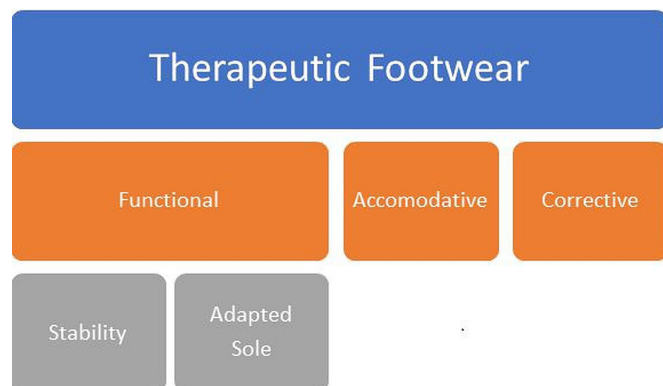 Therapeutic Footwear
Functional
Accomodative
Corrective
Stability
Adapted
Sole